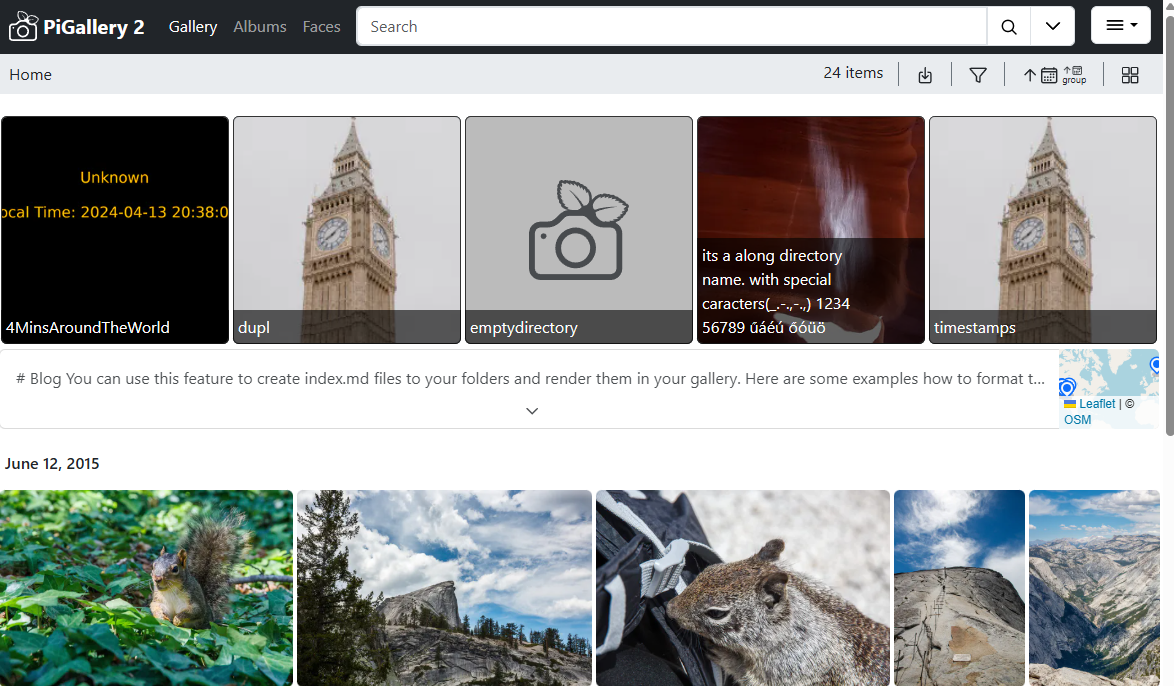 PiGallery 2
Gallery
Albums
Faces
Search
Home
24 items
group
Unknown
ocal Time: 2024-04-13 20:38:0
4MinsAroundTheWorld
dupl
emptydirectory
its a along directory
name. with special
caracters(_.-.,-.,) 1234
56789 űáéú őóüö
timestamps
# Blog You can use this feature to create index.md files to your folders and render them in your gallery. Here are some examples how to format t...
Leaflet | ©
OSM
June 12, 2015